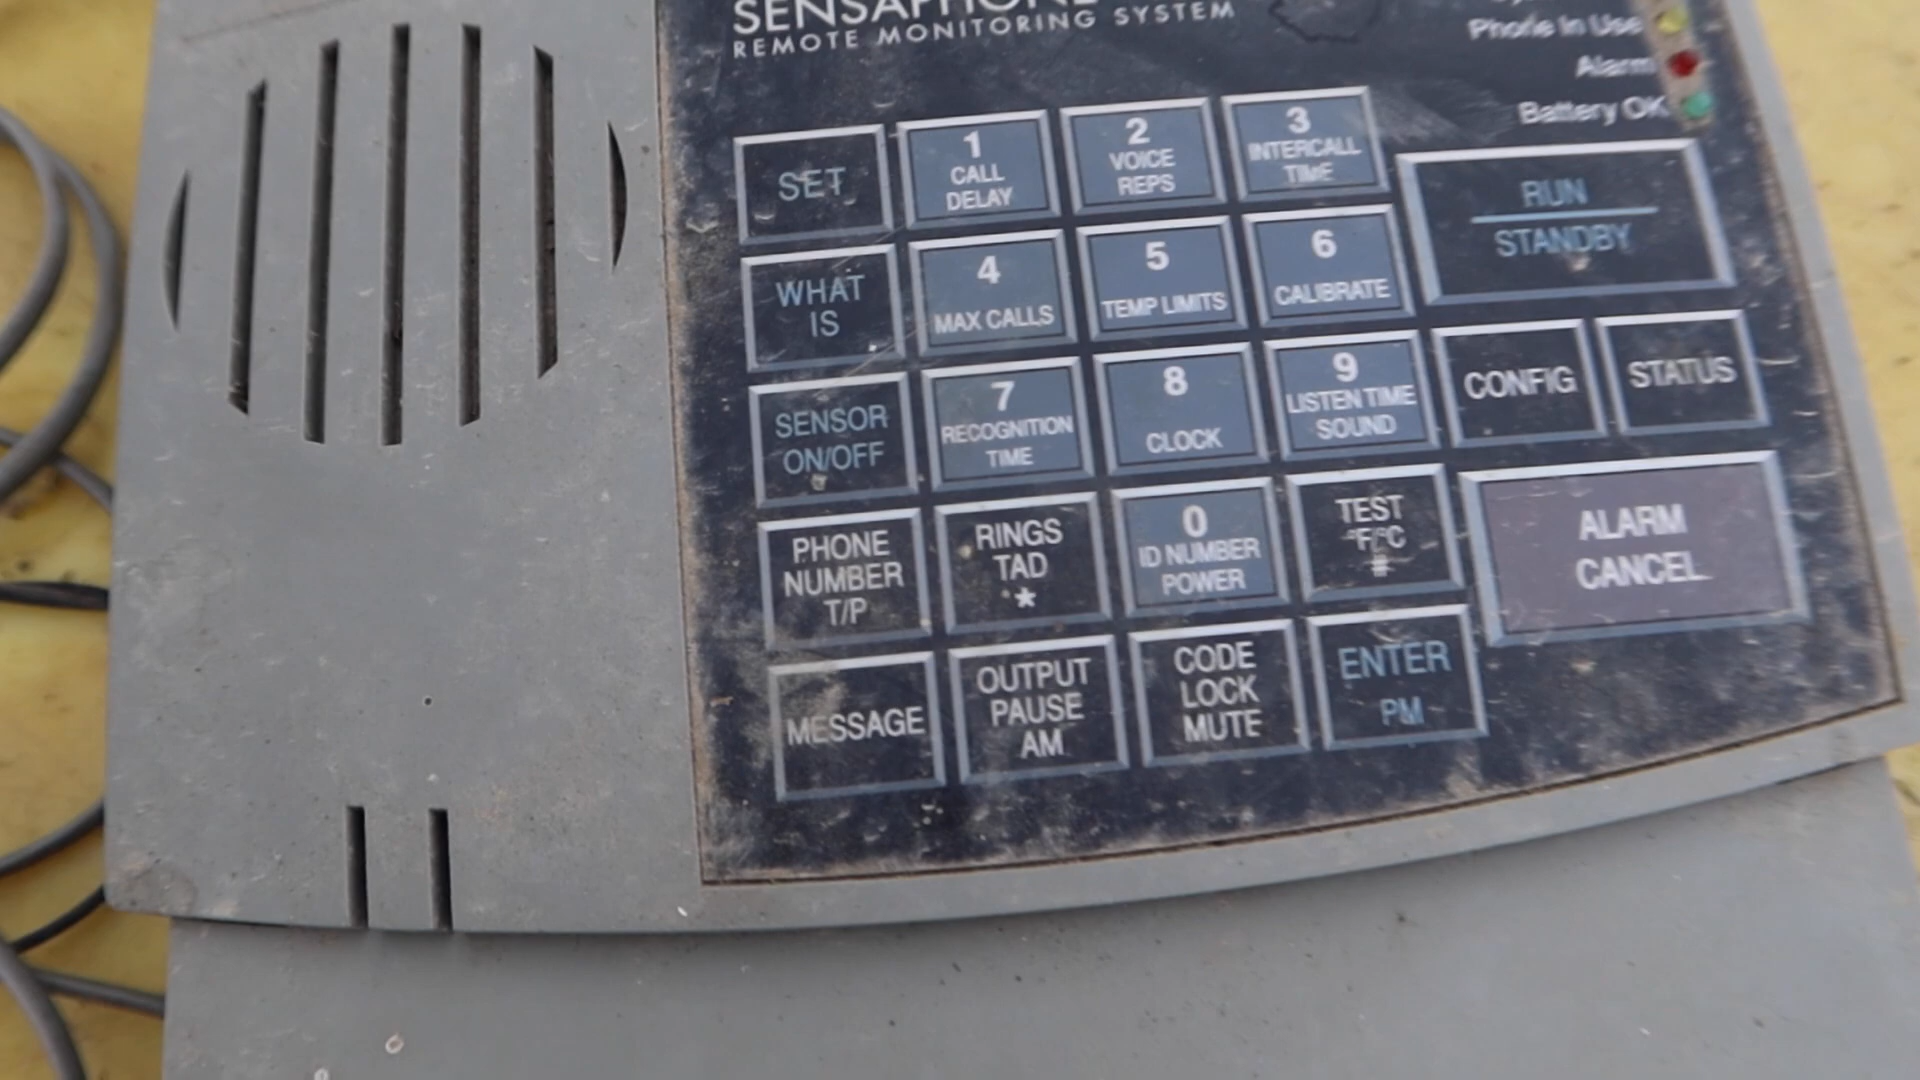 SENSAPHONE
REMOTE MONITORING SYSTEM
Phone In Use
Alarm
Battery OK
SET
1
CALL
DELAY
2
VOICE
REPS
3
INTERCALL
TIME
RUN
STANDBY
WHAT
IS
4
MAX CALLS
5
TEMP LIMITS
6
CALIBRATE
SENSOR
ON/OFF
7
RECOGNITION
TIME
8
CLOCK
9
LISTEN TIME
SOUND
CONFIG
STATUS
PHONE
NUMBER
T/P
RINGS
TAD
*
0
ID NUMBER
POWER
TEST
°F/°C
#
ALARM
CANCEL
MESSAGE
OUTPUT
PAUSE
AM
CODE
LOCK
MUTE
ENTER
PM